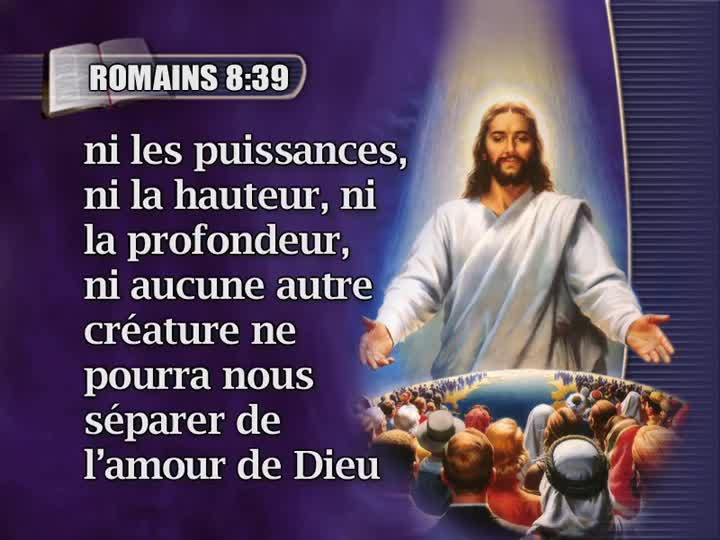 ROMAINS 8:39
ni les puissances,
ni la hauteur, ni
la profondeur,
ni aucune autre
créature ne
pourra nous
séparer de
l’amour de Dieu